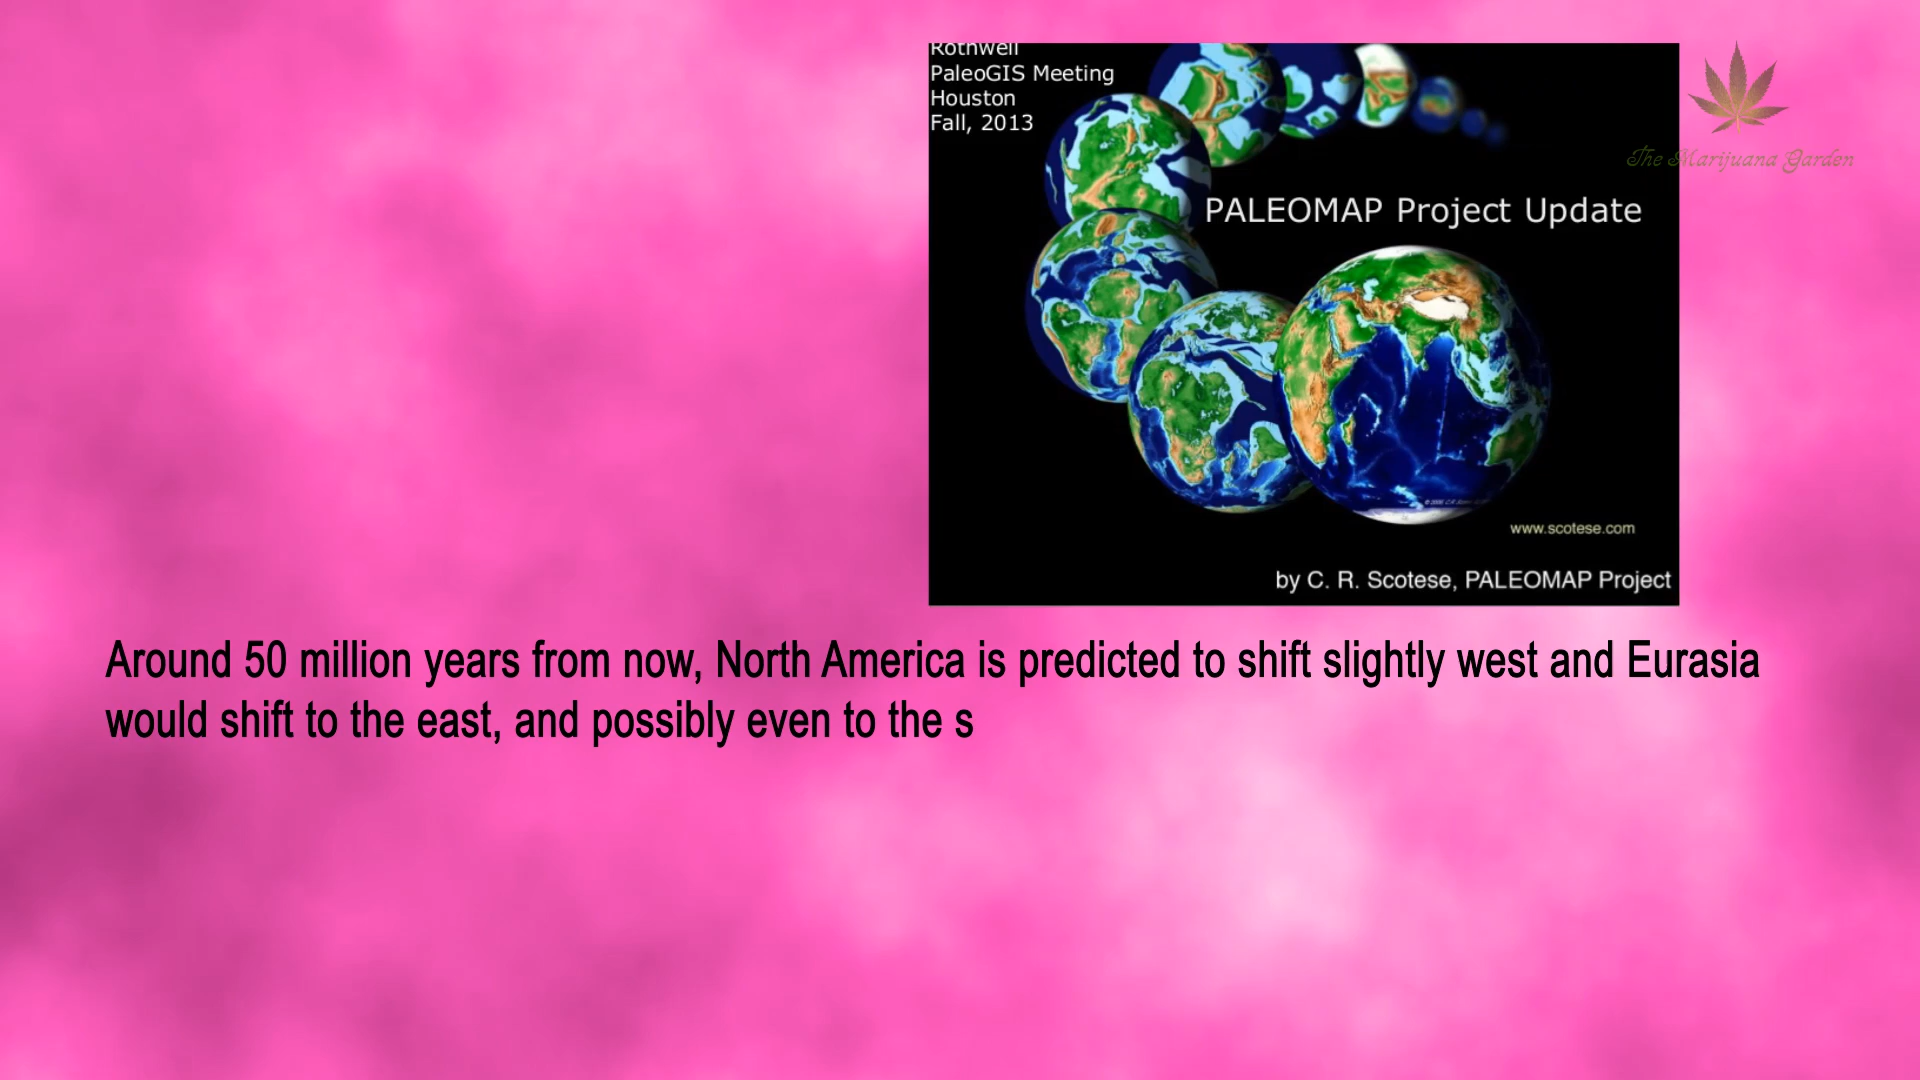 Rothwell
PaleoGIS Meeting
Houston
Fall, 2013
The Marijuana Garden
PALEOMAP Project Update
www.scotese.com
by C. R. Scotese, PALEOMAP Project
Around 50 million years from now, North America is predicted to shift slightly west and Eurasia
would shift to the east, and possibly even to the s